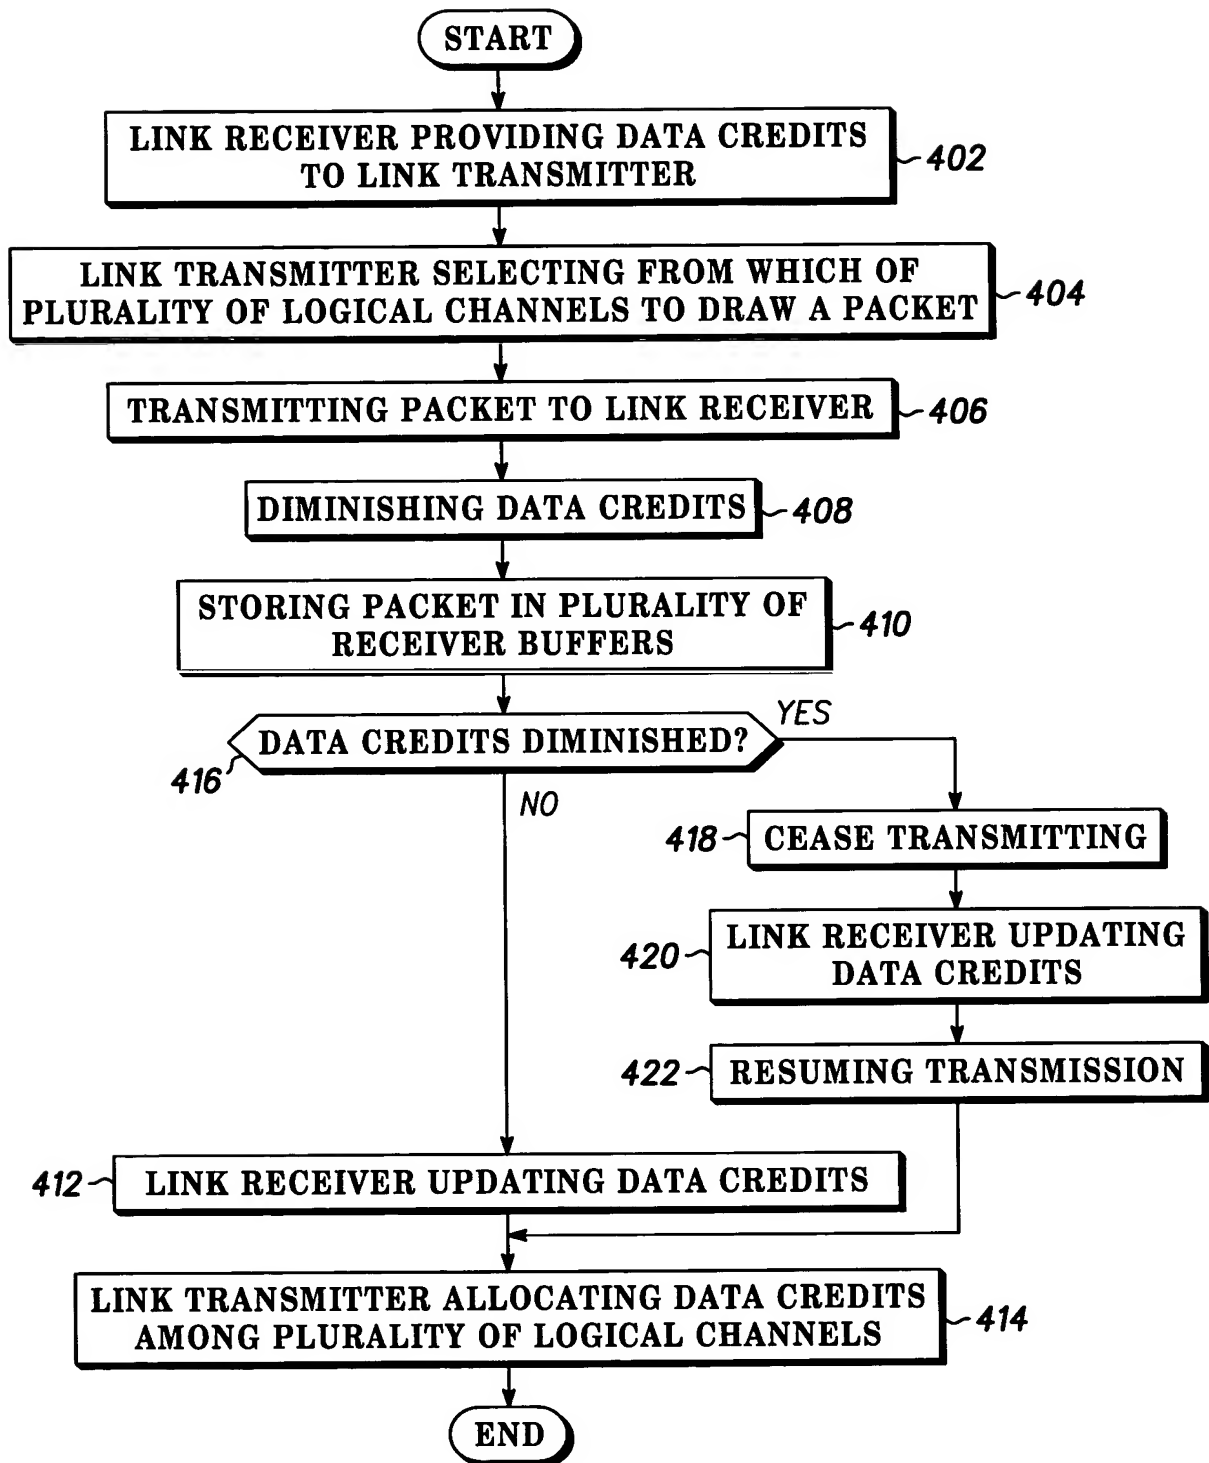 START
LINK RECEIVER PROVIDING DATA CREDITS
TO LINK TRANSMITTER
402
LINK TRANSMITTER SELECTING FROM WHICH OF
PLURALITY OF LOGICAL CHANNELS TO DRAW A PACKET
404
TRANSMITTING PACKET TO LINK RECEIVER
406
DIMINISHING DATA CREDITS
408
STORING PACKET IN PLURALITY OF
RECEIVER BUFFERS
410
DATA CREDITS DIMINISHED?
416
YES
NO
418
CEASE TRANSMITTING
420
LINK RECEIVER UPDATING
DATA CREDITS
422
RESUMING TRANSMISSION
412
LINK RECEIVER UPDATING DATA CREDITS
LINK TRANSMITTER ALLOCATING DATA CREDITS
AMONG PLURALITY OF LOGICAL CHANNELS
414
END